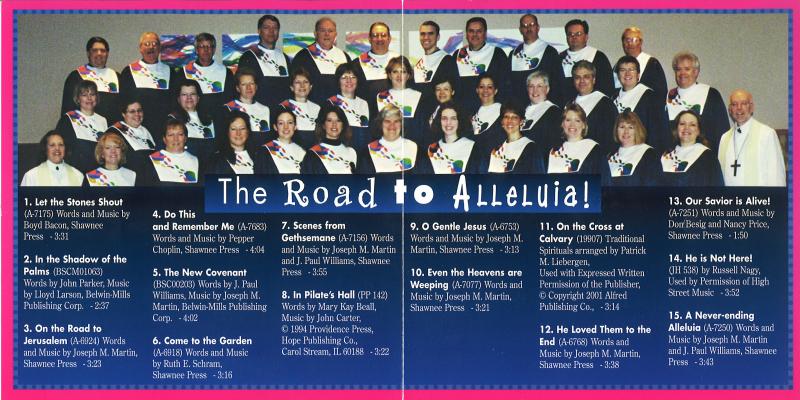 The Road to Alleluia!
1. Let the Stones Shout
(A-7175) Words and Music by
Boyd Bacon, Shawnee
Press - 3:31
2. In the Shadow of the
Palms (BSCM01063)
Words by John Parker, Music
by Lloyd Larson, Belwin-Mills
Publishing Corp. - 2:37
3. On the Road to
Jerusalem (A-6924) Words
and Music by Joseph M. Martin,
Shawnee Press - 3:23
4. Do This
and Remember Me (A-7683)
Words and Music by Pepper
Choplin, Shawnee Press - 4:04
5. The New Covenant
(BSC00203) Words by J. Paul
Williams, Music by Joseph M.
Martin, Belwin-Mills Publishing
Corp. - 4:02
6. Come to the Garden
(A-6918) Words and Music
by Ruth E. Schram,
Shawnee Press - 3:16
7. Scenes from
Gethsemane (A-7156) Words
and Music by Joseph M. Martin
and J. Paul Williams, Shawnee
Press - 3:55
8. In Pilate's Hall (PP 142)
Words by Mary Kay Beall,
Music by John Carter,
© 1994 Providence Press,
Hope Publishing Co.,
Carol Stream, IL 60188 - 3:22
9. O Gentle Jesus (A-6753)
Words and Music by Joseph M.
Martin, Shawnee Press - 3:13
10. Even the Heavens are
Weeping (A-7077) Words and
Music by Joseph M. Martin,
Shawnee Press - 3:21
11. On the Cross at
Calvary (19907) Traditional
Spirituals arranged by Patrick
M. Liebergen,
Used with Expressed Written
Permission of the Publisher,
© Copyright 2001 Alfred
Publishing Co., - 3:14
12. He Loved Them to the
End (A-6768) Words and
Music by Joseph M. Martin,
Shawnee Press - 3:38
13. Our Savior is Alive!
(A-7251) Words and Music by
Don Besig and Nancy Price,
Shawnee Press - 1:50
14. He is Not Here!
(JH 538) by Russell Nagy,
Used by Permission of High
Street Music - 3:52
15. A Never-ending
Alleluia (A-7250) Words and
Music by Joseph M. Martin
and J. Paul Williams, Shawnee
Press - 3:43